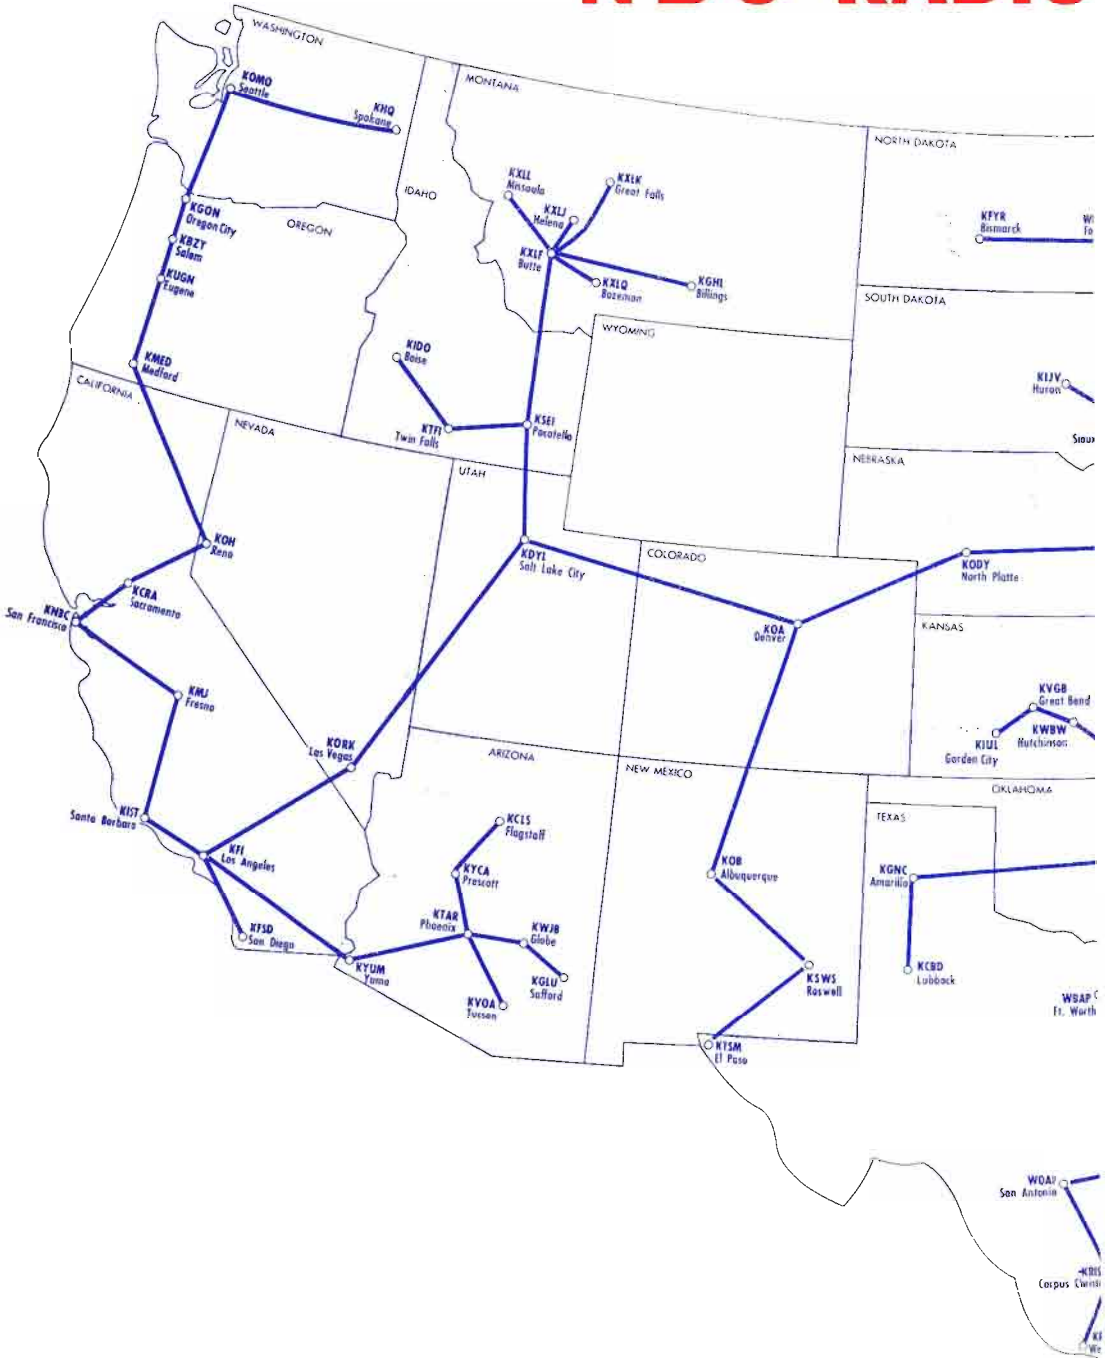 NBC RADIO
WASHINGTON
KOMO
Seattle
KHQ
Spokane
MONTANA
NORTH DAKOTA
IDAHO
KXLL
Missoula
KXLK
Great Falls
KXLJ
Helena
KGON
Oregon City
OREGON
KFYR
Bismarck
KBZY
Salem
KXLF
Butte
KUGN
Eugene
KXLQ
Bozeman
KGHL
Billings
SOUTH DAKOTA
WYOMING
KIDO
Boise
KMED
Medford
CALIFORNIA
KIJV
Huron
NEVADA
KTFI
Twin Falls
KSEI
Pocatello
Sioux
UTAH
NEBRASKA
KOH
Reno
KDYL
Salt Lake City
COLORADO
KODY
North Platte
KCRA
Sacramento
KNBC
San Francisco
KOA
Denver
KANSAS
KMJ
Fresno
KVGB
Great Bend
KWBW
Hutchinson
KIUL
Garden City
KORK
Las Vegas
ARIZONA
NEW MEXICO
OKLAHOMA
KIST
Santa Barbara
KCLS
Flagstaff
TEXAS
KFI
Los Angeles
KYCA
Prescott
KOB
Albuquerque
KGNC
Amarillo
KTAR
Phoenix
KWJB
Globe
KFSD
San Diego
KYUM
Yuma
KGLU
Safford
KSWS
Roswell
KCBD
Lubbock
KVOA
Tucson
WBAP
Ft. Worth
KTSM
El Paso
WOAI
San Antonio
KRIS
Corpus Christi